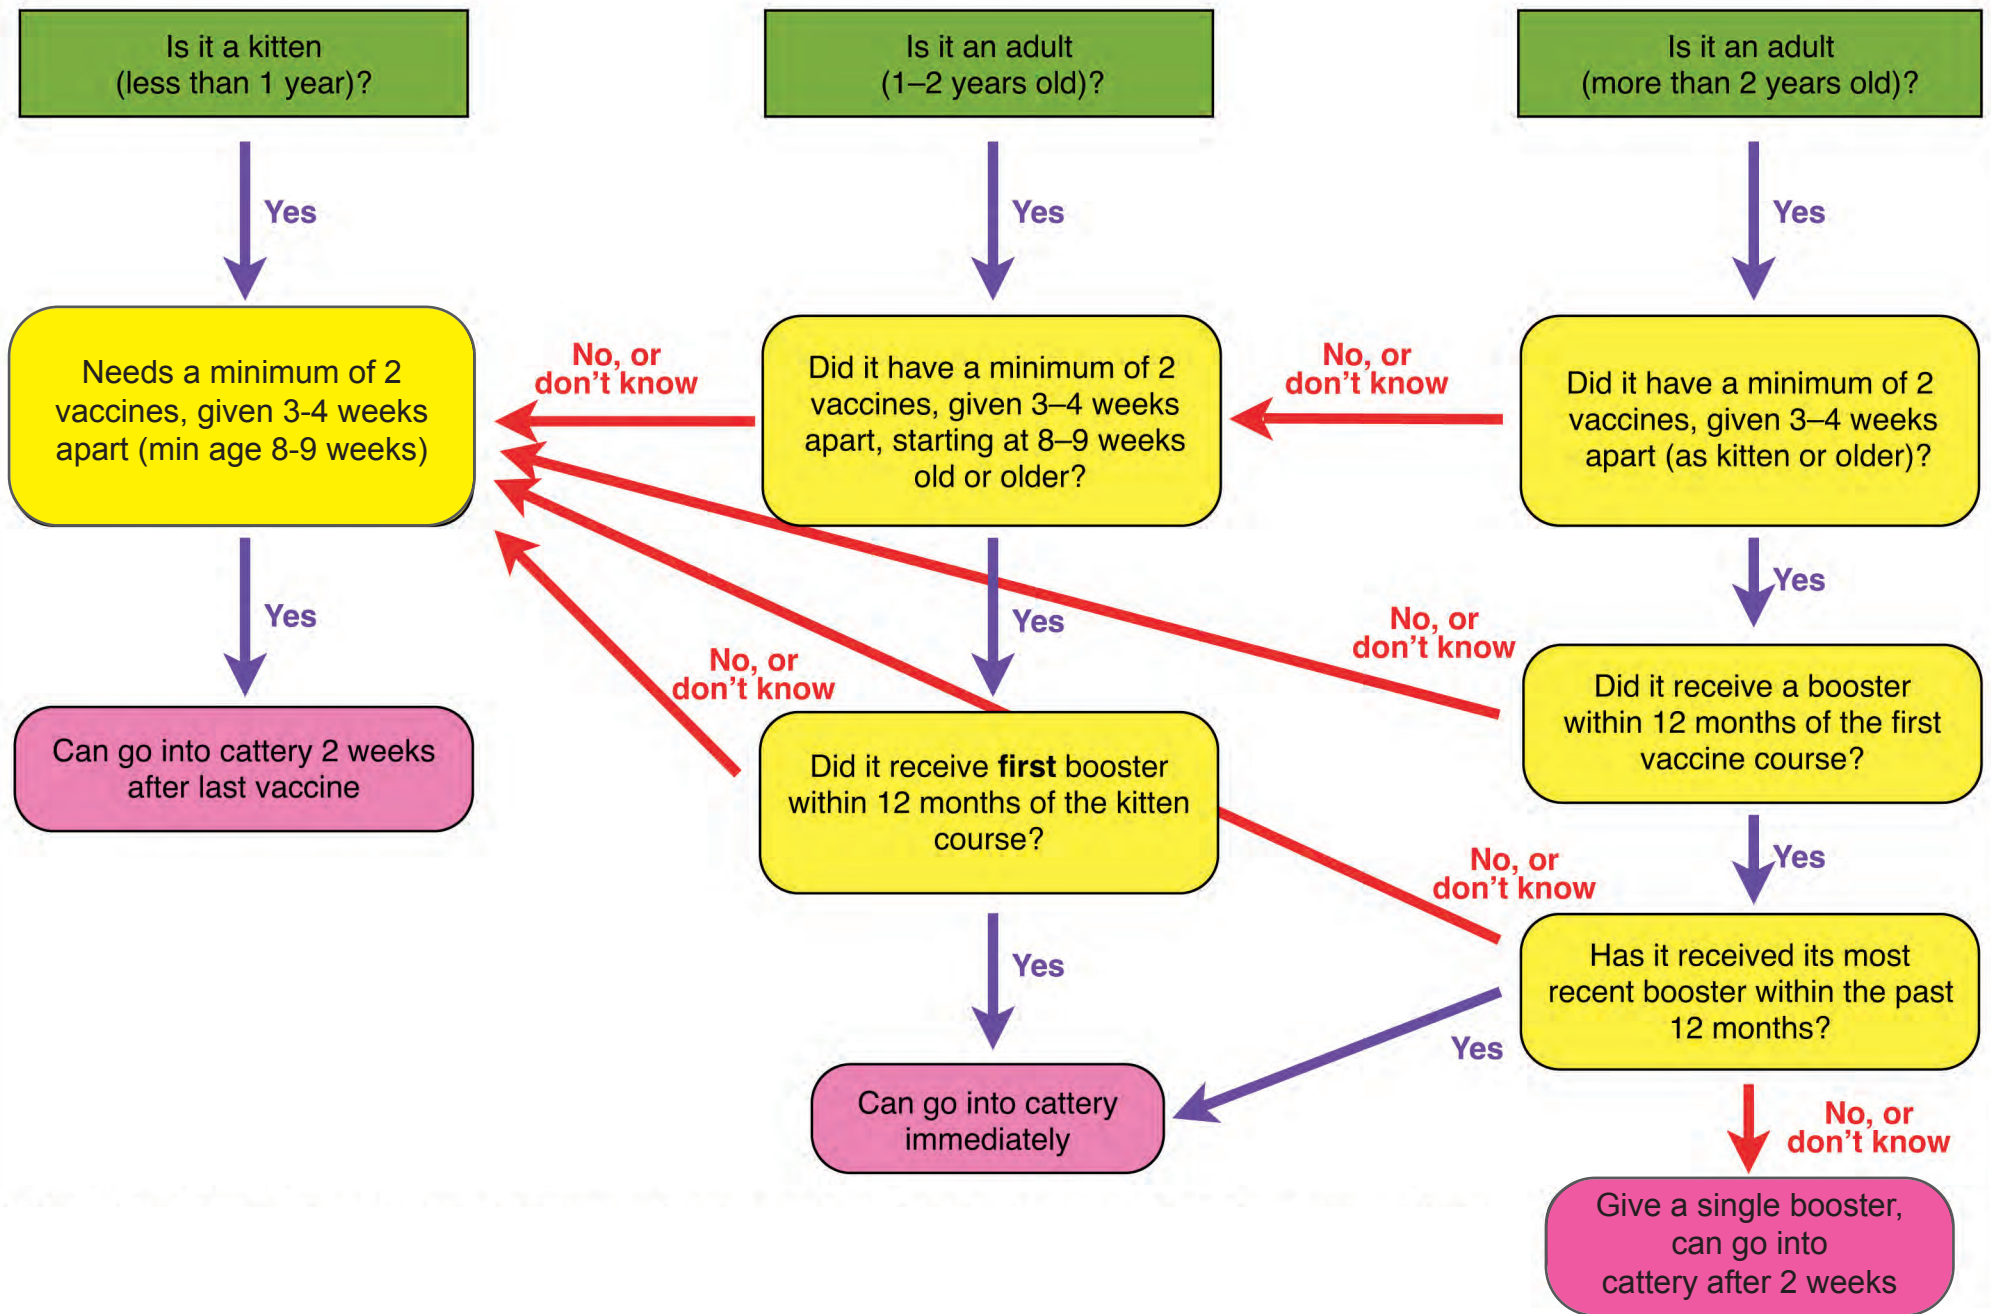 Is it a kitten
(less than 1 year)?
Is it an adult
(1–2 years old)?
Is it an adult
(more than 2 years old)?
Yes
Yes
Yes
Needs a minimum of 2
vaccines, given 3-4 weeks
apart (min age 8-9 weeks)
No, or
don't know
Did it have a minimum of 2
vaccines, given 3–4 weeks
apart, starting at 8–9 weeks
old or older?
No, or
don't know
Did it have a minimum of 2
vaccines, given 3–4 weeks
apart (as kitten or older)?
Yes
Yes
Yes
No, or
don't know
No, or
don't know
Can go into cattery 2 weeks
after last vaccine
Did it receive first booster
within 12 months of the kitten
course?
Did it receive a booster
within 12 months of the first
vaccine course?
Yes
No, or
don't know
Yes
Has it received its most
recent booster within the past
12 months?
Yes
Can go into cattery
immediately
No, or
don't know
Give a single booster,
can go into
cattery after 2 weeks